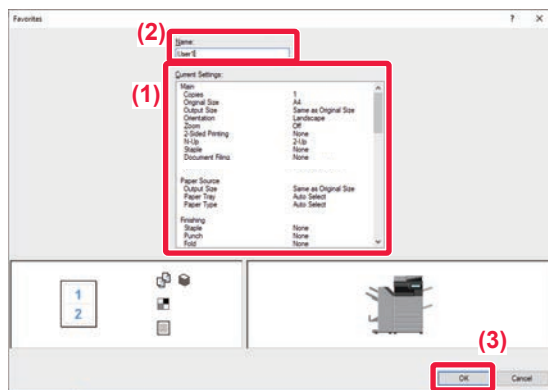 Favorites ? X
(2)
Name:
User1
(1)
Current Settings:
Main
Copies 1
Original Size A4
Output Size Same as Original Size
Orientation Landscape
Zoom Off
2-Sided Printing None
N-Up 2-Up
Staple None
Document Filing None
Paper Source
Output Size Same as Original Size
Paper Tray Auto Select
Paper Type Auto Select
Finishing
Staple None
Punch None
Fold None
1
2
(3)
OK Cancel